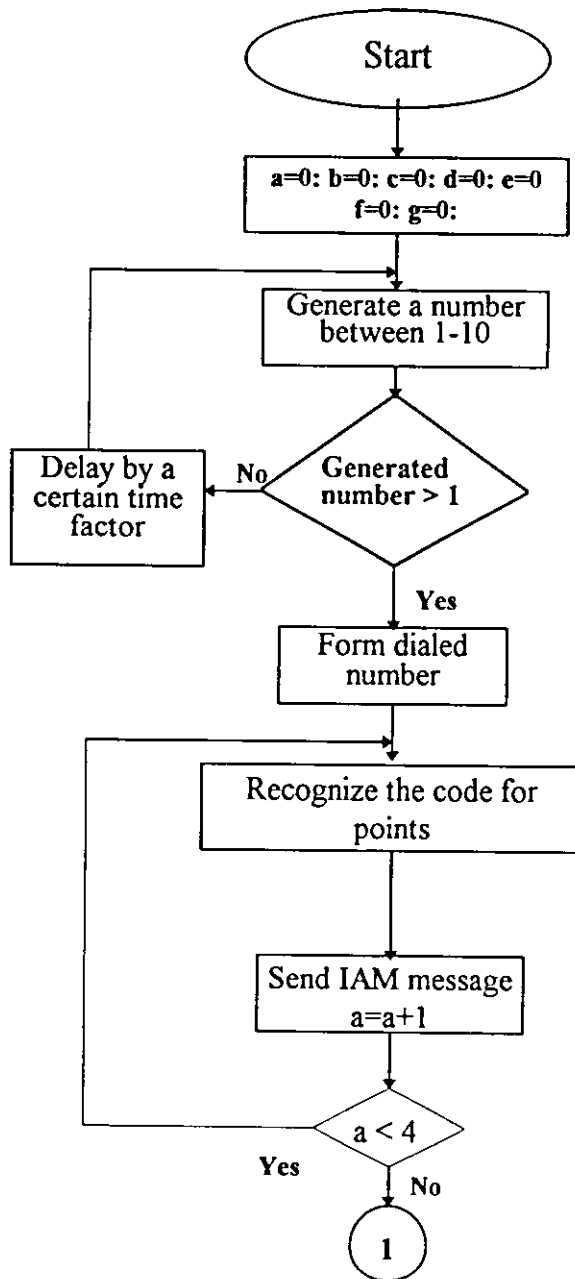 Start
a=0: b=0: c=0: d=0: e=0
f=0: g=0:
Generate a number
between 1-10
Delay by a
certain time
factor
No
Generated
number > 1
Yes
Form dialed
number
Recognize the code for
points
Send IAM message
a=a+1
a < 4
Yes
No
1